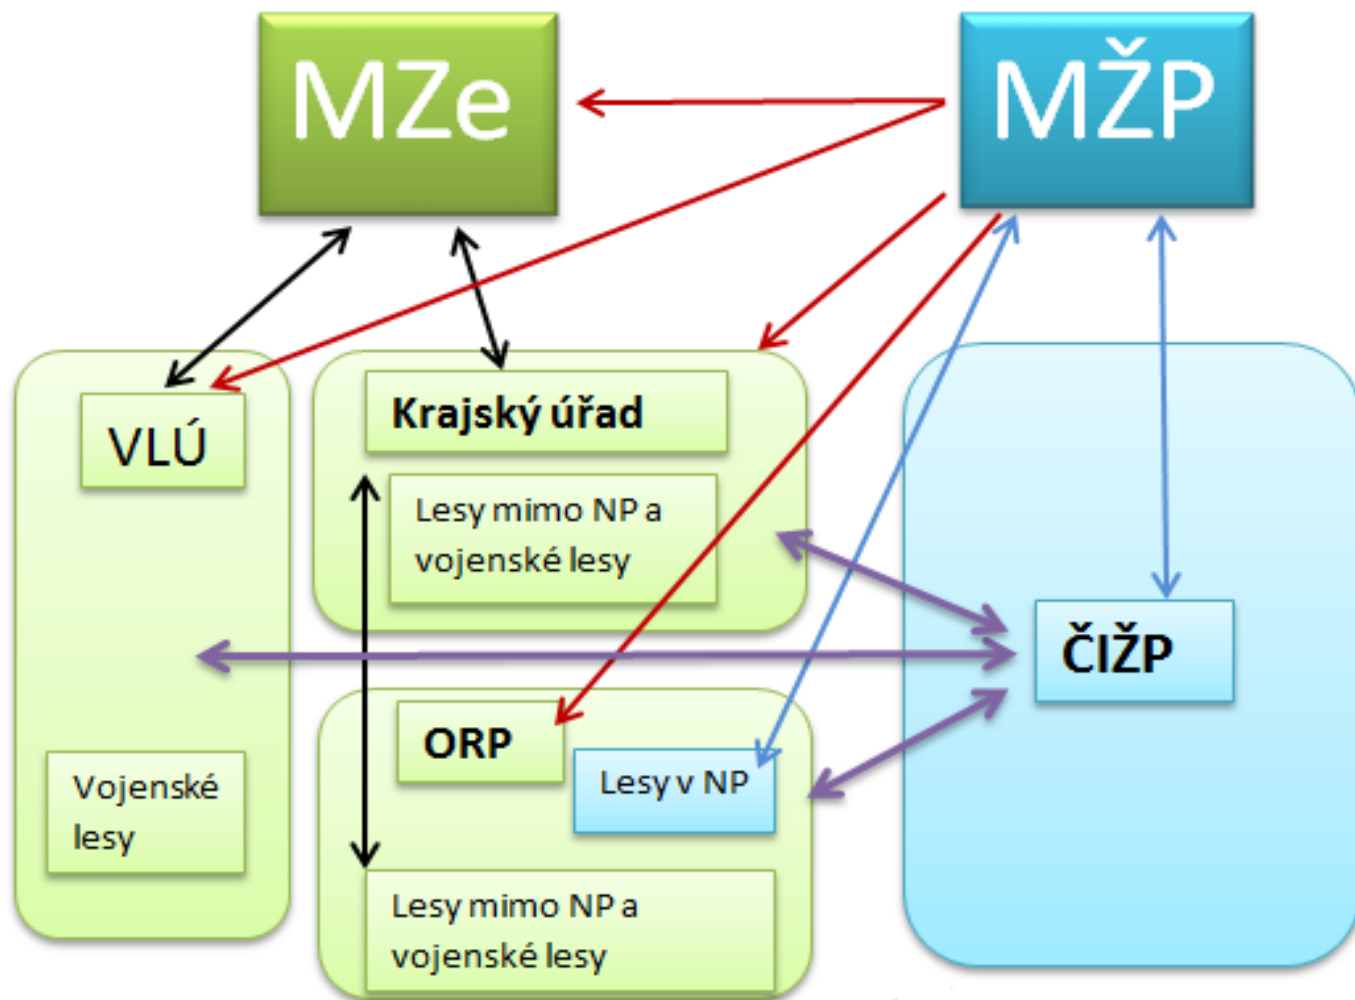 MZe
MŽP
VLÚ
Krajský úřad
Lesy mimo NP a
vojenské lesy
ČIŽP
ORP
Lesy v NP
Vojenské
lesy
Lesy mimo NP a
vojenské lesy